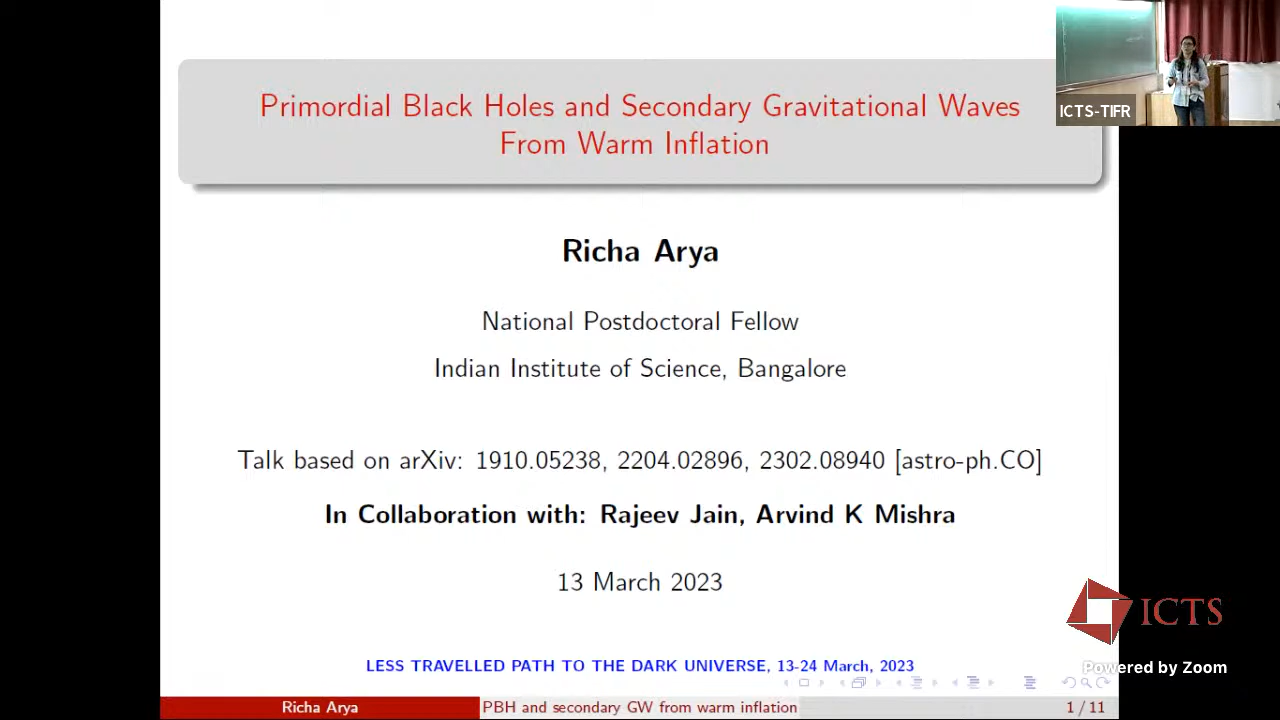 Primordial Black Holes and Secondary Gravitational Waves
From Warm Inflation
ICTS-TIFR
Richa Arya
National Postdoctoral Fellow
Indian Institute of Science, Bangalore
Talk based on arXiv: 1910.05238, 2204.02896, 2302.08940 [astro-ph.CO]
In Collaboration with: Rajeev Jain, Arvind K Mishra
13 March 2023
ICTS
LESS TRAVELLED PATH TO THE DARK UNIVERSE, 13-24 March, 2023
Powered by Zoom
Richa Arya PBH and secondary GW from warm inflation 1 / 11